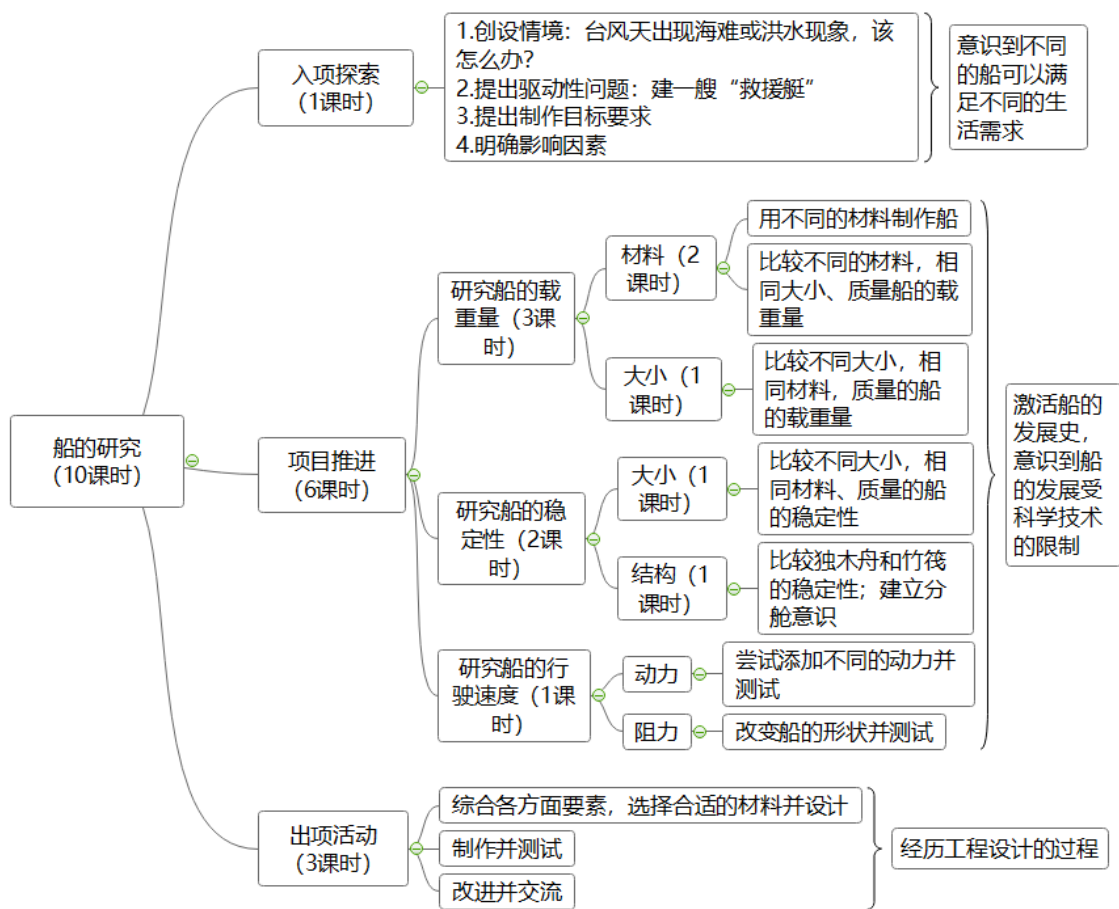 船的研究
(10课时)
入项探索
(1课时)
1.创设情境：台风天出现海难或洪水现象，该
怎么办？
2.提出驱动性问题：建一艘“救援艇”
3.提出制作目标要求
4.明确影响因素
意识到不同
的船可以满
足不同的生
活需求
项目推进
(6课时)
研究船的载
重量（3课
时）
材料（2
课时）
用不同的材料制作船
比较不同的材料，相
同大小、质量船的载
重量
大小（1
课时）
比较不同大小，相
同材料，质量的船
的载重量
研究船的稳
定性（2课
时）
大小（1
课时）
比较不同大小，相
同材料、质量的船
的稳定性
结构（1
课时）
比较独木舟和竹筏
的稳定性；建立分
舱意识
研究船的行
驶速度（1课
时）
动力
尝试添加不同的动力并
测试
阻力
改变船的形状并测试
激活船的
发展史，
意识到船
的发展受
科学技术
的限制
出项活动
(3课时)
综合各方面要素，选择合适的材料并设计
制作并测试
改进并交流
经历工程设计的过程